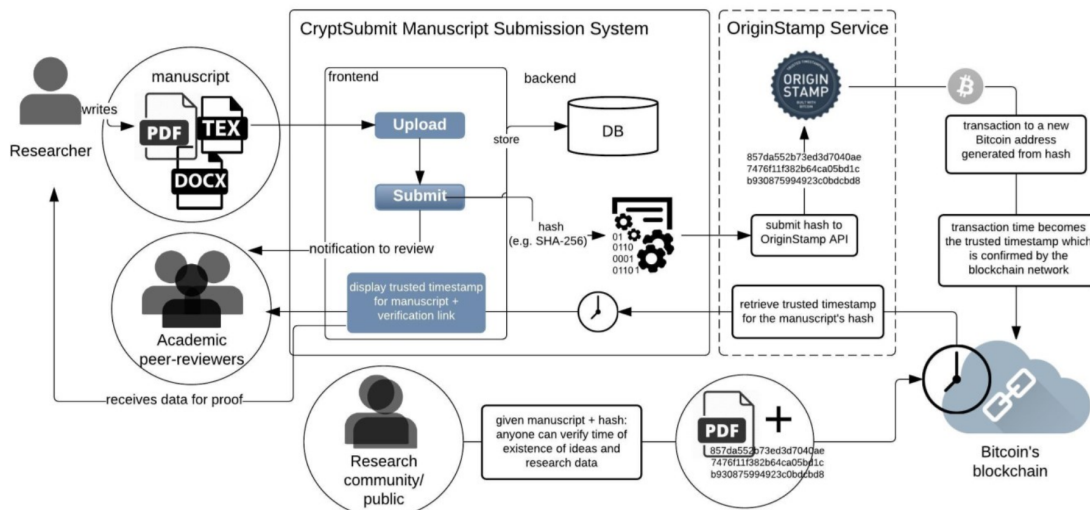 CryptSubmit Manuscript Submission System
OriginStamp Service
manuscript
frontend
backend
writes
PDF
TEX
DOCX
Researcher
Upload
store
DB
ORIGIN
STAMP
857da552b73ed3d7040ae
7476f11f382b64ca05bd1c
b930875994923c0bdcbd8
transaction to a new
Bitcoin address
generated from hash
Submit
hash
(e.g. SHA-256)
01
0110
0001
0110 1
submit hash to
OriginStamp API
transaction time becomes
the trusted timestamp which
is confirmed by the
blockchain network
notification to review
display trusted timestamp
for manuscript +
verification link
retrieve trusted timestamp
for the manuscript's hash
Academic
peer-reviewers
receives data for proof
Research
community/
public
given manuscript + hash:
anyone can verify time of
existence of ideas and
research data
PDF
+
857da552b73ed3d7040ae
7476f11f382b64ca05bd1c
b930875994923c0bdcbd8
Bitcoin's
blockchain